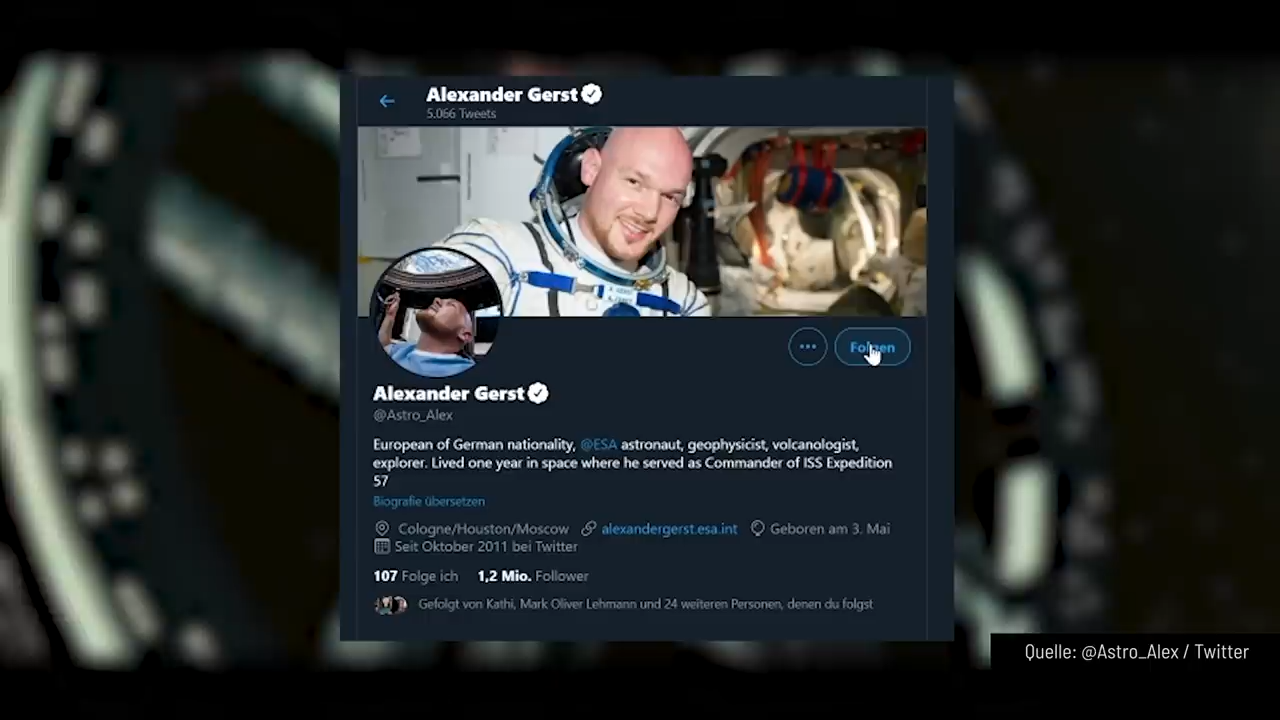 Alexander Gerst
5.066 Tweets
Folgen
Alexander Gerst
@Astro_Alex
European of German nationality, @ESA astronaut, geophysicist, volcanologist,
explorer. Lived one year in space where he served as Commander of ISS Expedition
57
Biografie übersetzen
Cologne/Houston/Moscow alexandergerst.esa.int Geboren am 3. Mai
Seit Oktober 2011 bei Twitter
107 Folge ich 1,2 Mio. Follower
Gefolgt von Kathi, Mark Oliver Lehmann und 24 weiteren Personen, denen du folgst
Quelle: @Astro_Alex / Twitter